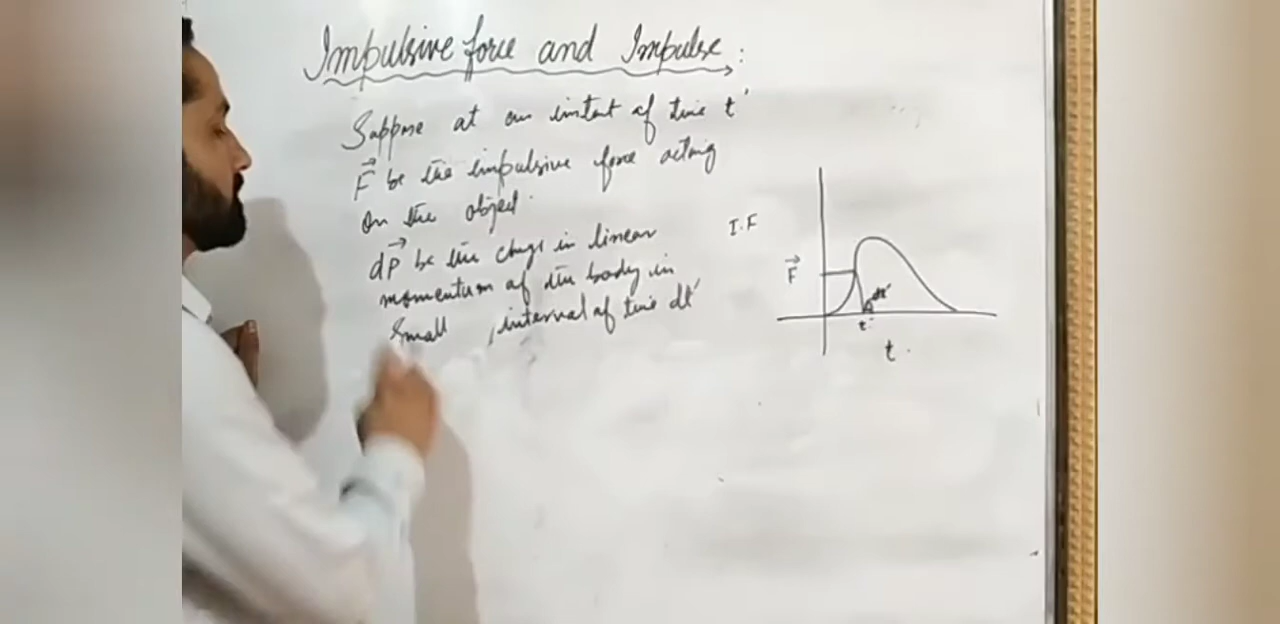 Impulsive force and Impulse :
Suppose at an instant of time t'
F be the impulsive force acting
on the object.
dP be the change in linear
momentum of the body in
small interval of time dt'
I.F
F
dt'
t'
t.